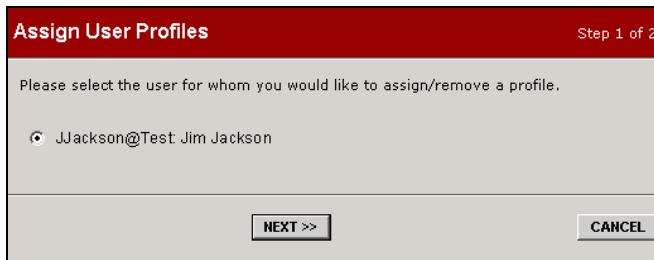 Assign User Profiles
Step 1 of 2
Please select the user for whom you would like to assign/remove a profile.
JJackson@Test: Jim Jackson
NEXT >>
CANCEL